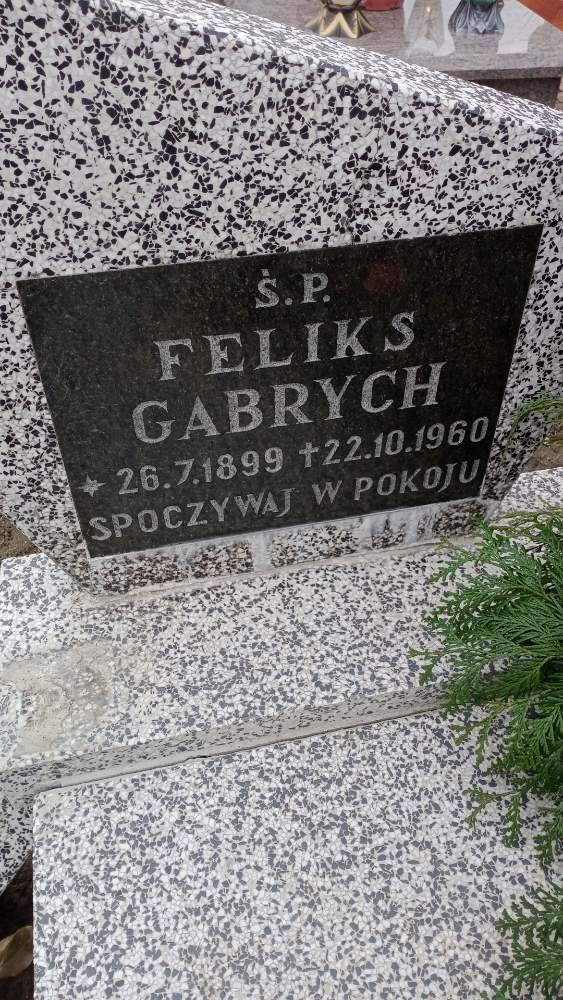 Ś.P.
FELIKS
GABRYCH
* 26.7.1899 †22.10.1960
SPOCZYWAJ W POKOJU